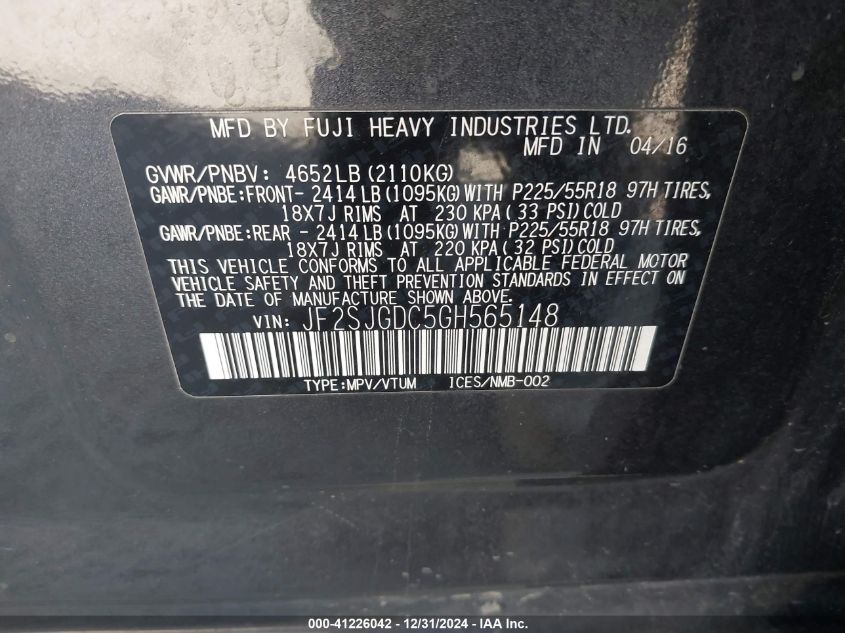 MFD BY FUJI HEAVY INDUSTRIES LTD.
MFD IN 04/16
GVWR/PNBV: 4652LB (2110KG)
GAWR/PNBE:FRONT- 2414 LB (1095KG) WITH P225/55R18 97H TIRES,
18X7J RIMS AT 230 KPA ( 33 PSI) COLD
GAWR/PNBE:REAR - 2414 LB (1095KG) WITH P225/55R18 97H TIRES,
18X7J RIMS AT 220 KPA ( 32 PSI) COLD
THIS VEHICLE CONFORMS TO ALL APPLICABLE FEDERAL MOTOR
VEHICLE SAFETY AND THEFT PREVENTION STANDARDS IN EFFECT ON
THE DATE OF MANUFACTURE SHOWN ABOVE.
VIN: JF2SJGDC5GH565148
TYPE:MPV/VTUM ICES/NMB-002
000-41226042 - 12/31/2024 - IAA Inc.